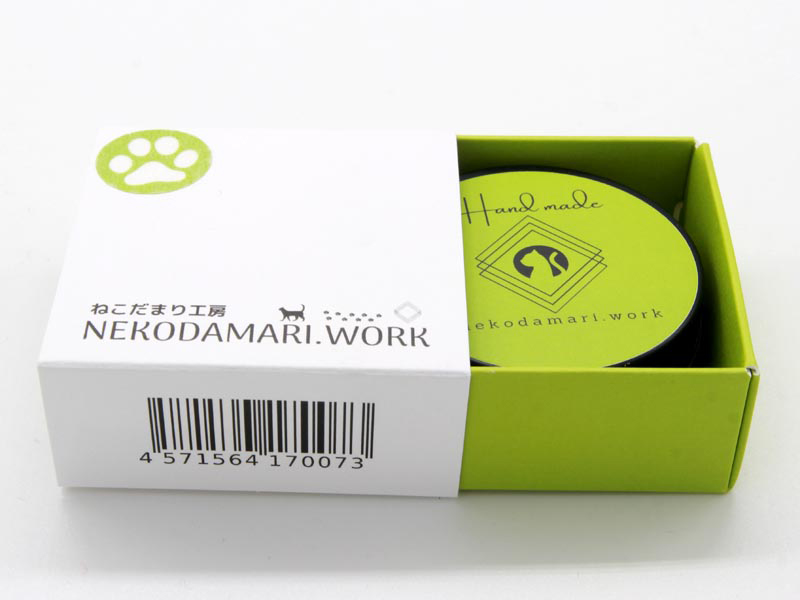 ねこだまり工房
NEKODAMARI.WORK
4 571564 170073
Hand made
nekodamari.work